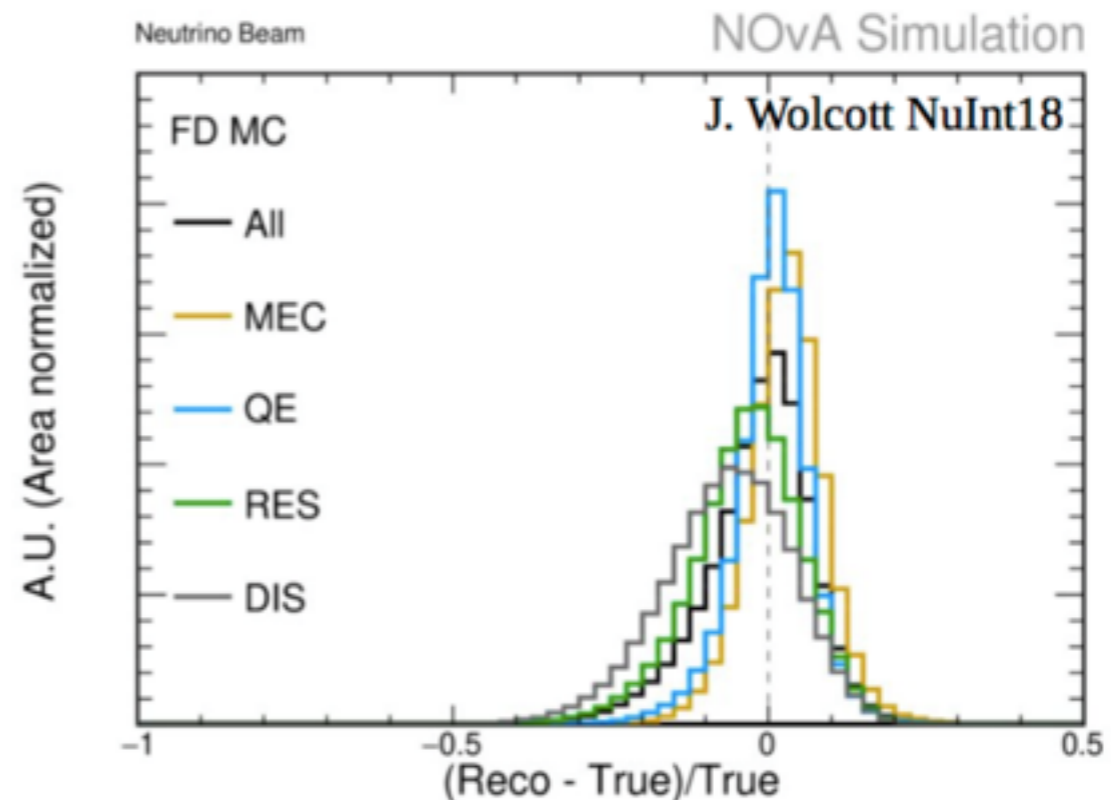 Neutrino Beam
NOvA Simulation
J. Wolcott NuInt18
FD MC
All
MEC
QE
RES
DIS
A.U. (Area normalized)
−1
−0.5
0
0.5
(Reco - True)/True